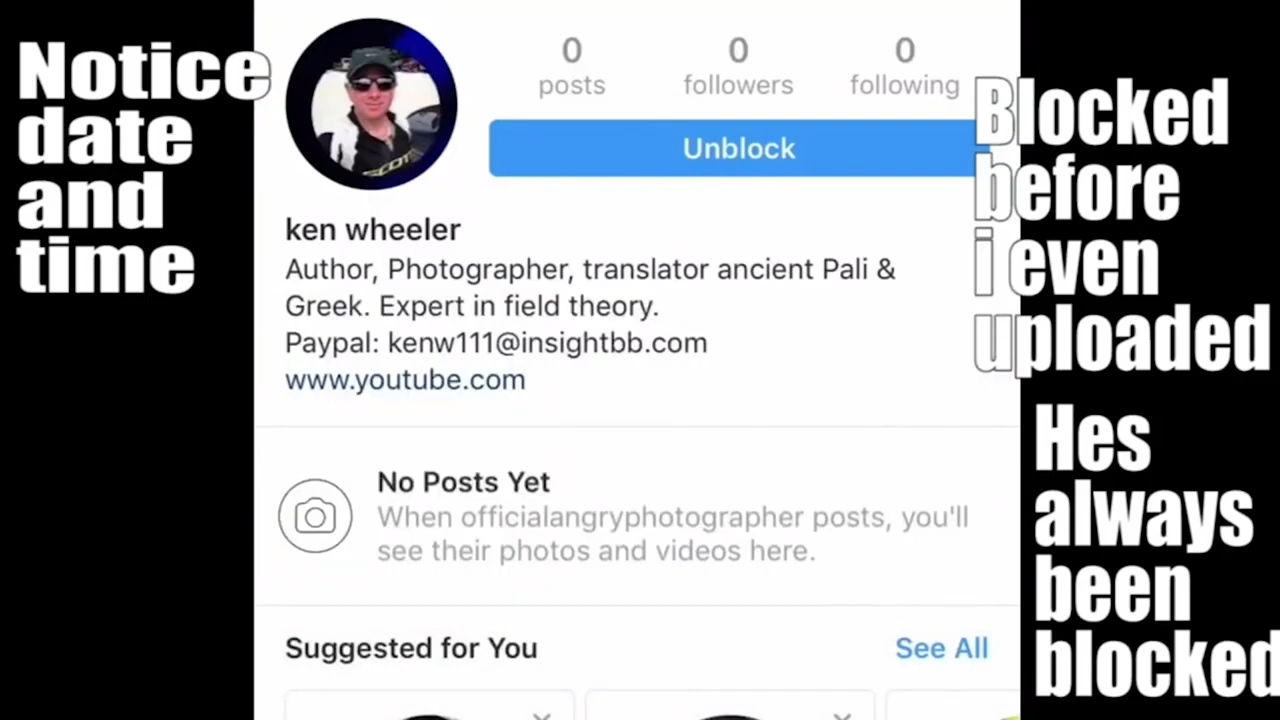 Notice
date
and
time
0 0 0
posts followers following
Unblock
ken wheeler
Author, Photographer, translator ancient Pali &
Greek. Expert in field theory.
Paypal: kenw111@insightbb.com
www.youtube.com
No Posts Yet
When officialangryphotographer posts, you'll
see their photos and videos here.
Suggested for You See All
Blocked
before
i even
uploaded
Hes
always
been
blocked